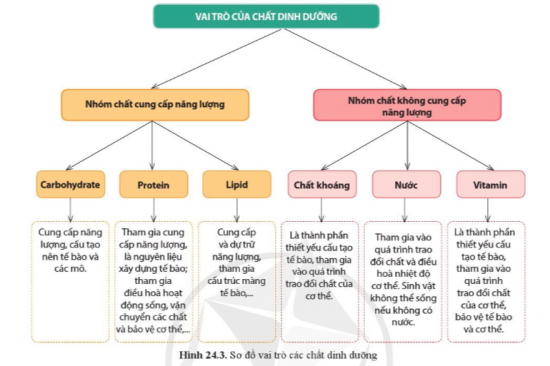 VAI TRÒ CỦA CHẤT DINH DƯỠNG
Nhóm chất cung cấp năng lượng
Nhóm chất không cung cấp
năng lượng
Carbohydrate
Protein
Lipid
Chất khoáng
Nước
Vitamin
Cung cấp năng
lượng, cấu tạo
nên tế bào và
các mô.
Tham gia cung
cấp năng lượng,
là nguyên liệu
xây dựng tế bào;
tham gia
điều hoà hoạt
động sống, vận
chuyển các chất
và bảo vệ cơ thể,...
Cung cấp
và dự trữ
năng lượng,
tham gia
cấu trúc màng
tế bào,...
Là thành phần
thiết yếu cấu tạo
tế bào, tham gia
vào quá trình
trao đổi chất của
cơ thể.
Tham gia vào
quá trình trao
đổi chất và điều
hoà nhiệt độ
cơ thể. Sinh vật
không thể sống
nếu không có
nước.
Là thành phần
thiết yếu cấu
tạo tế bào,
tham gia vào
quá trình
trao đổi chất
của cơ thể,
bảo vệ tế bào
và cơ thể.
Hình 24.3. Sơ đồ vai trò các chất dinh dưỡng